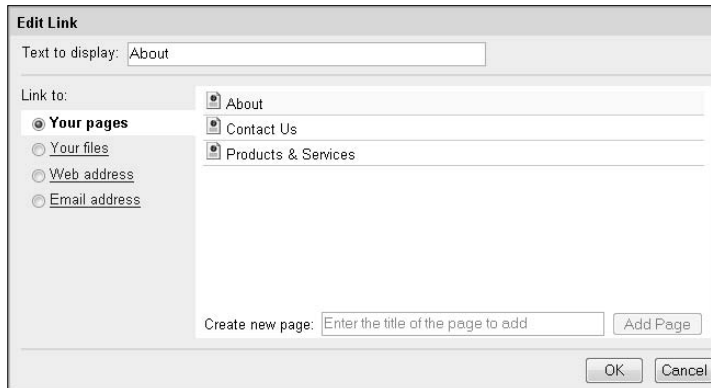 Edit Link
Text to display: About
Link to:
Your pages
Your files
Web address
Email address
About
Contact Us
Products & Services
Create new page: Enter the title of the page to add Add Page
OK Cancel